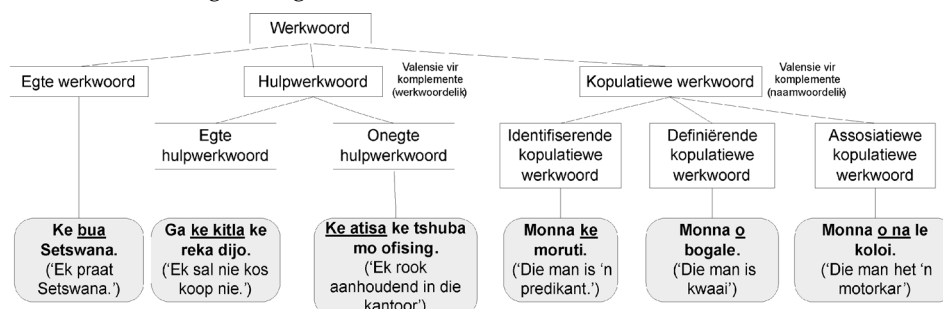 Werkwoord
Egte werkwoord
Hulpwerkwoord
Valensie vir
komplemente
(werkwoordelik)
Kopulatiewe werkwoord
Valensie vir
komplemente
(naamwoordelik)
Egte
hulpwerkwoord
Onegte
hulpwerkwoord
Identifiserende
kopulatiewe
werkwoord
Definiërende
kopulatiewe
werkwoord
Assosiatiewe
kopulatiewe
werkwoord
Ke bua
Setswana.
(‘Ek praat
Setswana.’)
Ga ke kitla ke
reka dijo.
(‘Ek sal nie kos
koop nie.’)
Ke atisa ke tshuba
mo ofising.
(‘Ek rook
aanhoudend in die
kantoor’)
Monna ke
moruti.
(‘Die man is ‘n
predikant.’)
Monna o
bogale.
(‘Die man is
kwaai’)
Monna o na le
koloi.
(‘Die man het ‘n
motorkar’)